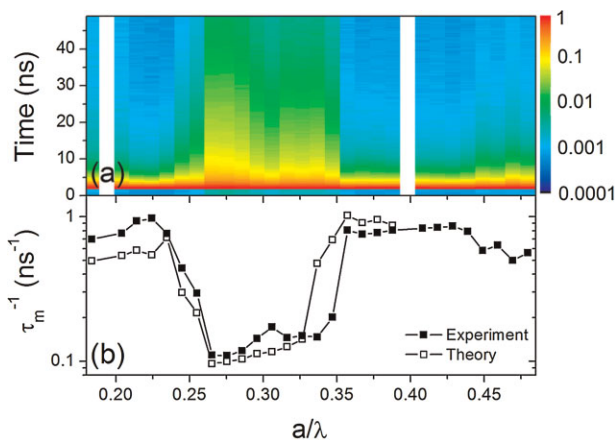 Time (ns)
40
30
20
10
0
(a)
1
0.1
0.01
0.001
0.0001
τm-1 (ns-1)
1
0.1
(b)
Experiment
Theory
0.20 0.25 0.30 0.35 0.40 0.45
a/λ